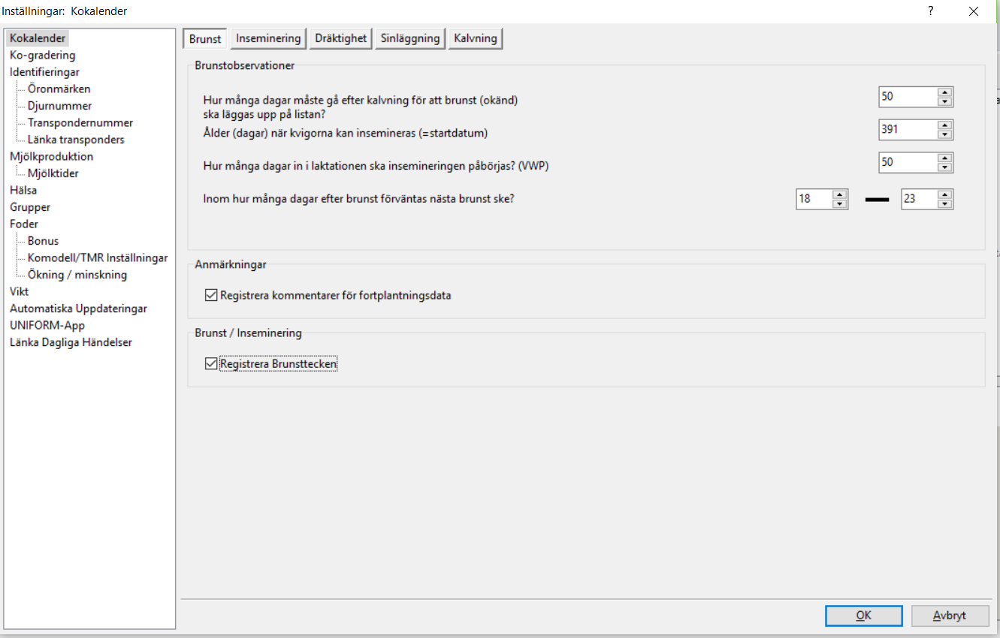 Inställningar: Kokalender
?
Kokalender
Ko-gradering
Identifieringar
Öronmärken
Djurnummer
Transpondernummer
Länka transponders
Mjölkproduktion
Mjölktider
Hälsa
Grupper
Foder
Bonus
Komodell/TMR Inställningar
Ökning / minskning
Vikt
Automatiska Uppdateringar
UNIFORM-App
Länka Dagliga Händelser
Brunst Inseminering Dräktighet Sinläggning Kalvning
Brunstobservationer
Hur många dagar måste gå efter kalvning för att brunst (okänd)
ska läggas upp på listan?
50
Ålder (dagar) när kvigorna kan insemineras (=startdatum)
391
Hur många dagar in i laktationen ska insemineringen påbörjas? (VWP)
50
Inom hur många dagar efter brunst förväntas nästa brunst ske?
18 — 23
Anmärkningar
Registrera kommentarer för fortplantningsdata
Brunst / Inseminering
Registrera Brunsttecken
OK Avbryt